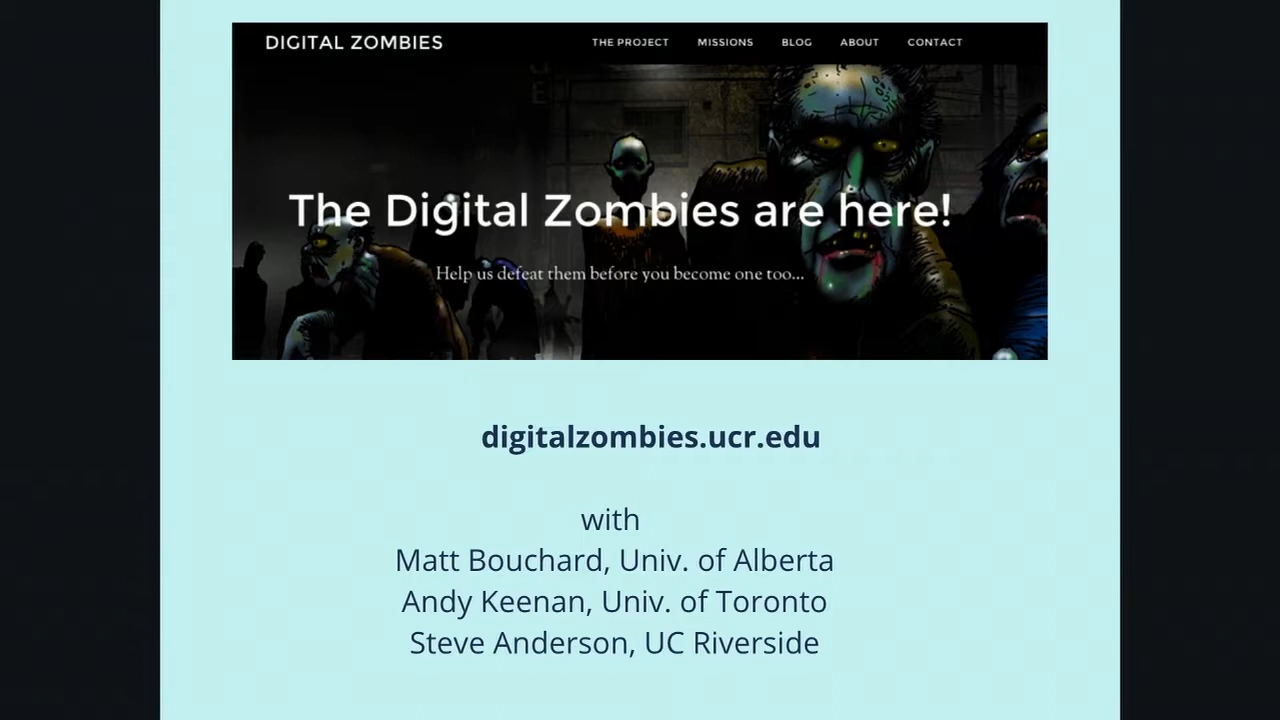 DIGITAL ZOMBIES
THE PROJECT MISSIONS BLOG ABOUT CONTACT
The Digital Zombies are here!
Help us defeat them before you become one too...
digitalzombies.ucr.edu
with
Matt Bouchard, Univ. of Alberta
Andy Keenan, Univ. of Toronto
Steve Anderson, UC Riverside